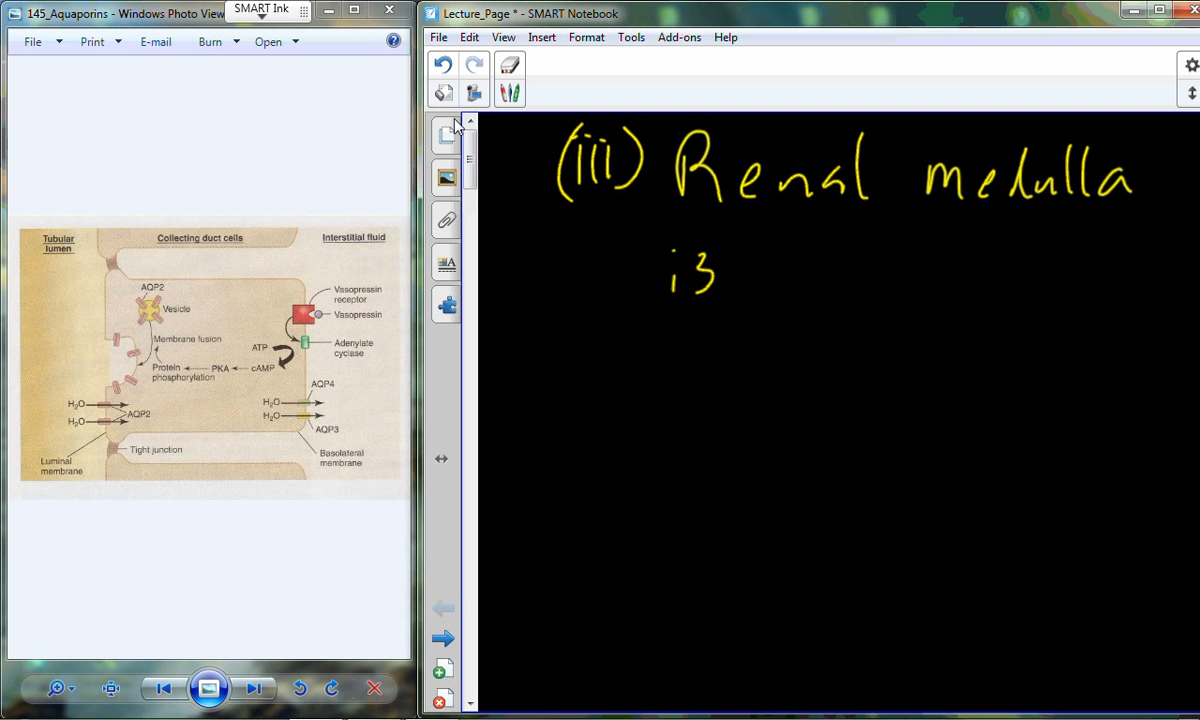 145_Aquaporins - Windows Photo View
SMART Ink
File Print E-mail Burn Open
Tubular
lumen
Collecting duct cells
Interstitial fluid
AQP2
Vesicle
Vasopressin
receptor
Vasopressin
Membrane fusion
ATP
Adenylate
cyclase
Protein
phosphorylation
PKA
cAMP
AQP4
H2O
H2O
AQP2
H2O
H2O
AQP3
Tight junction
Luminal
membrane
Basolateral
membrane
Lecture_Page * - SMART Notebook
File Edit View Insert Format Tools Add-ons Help
(iii) Renal medulla
is